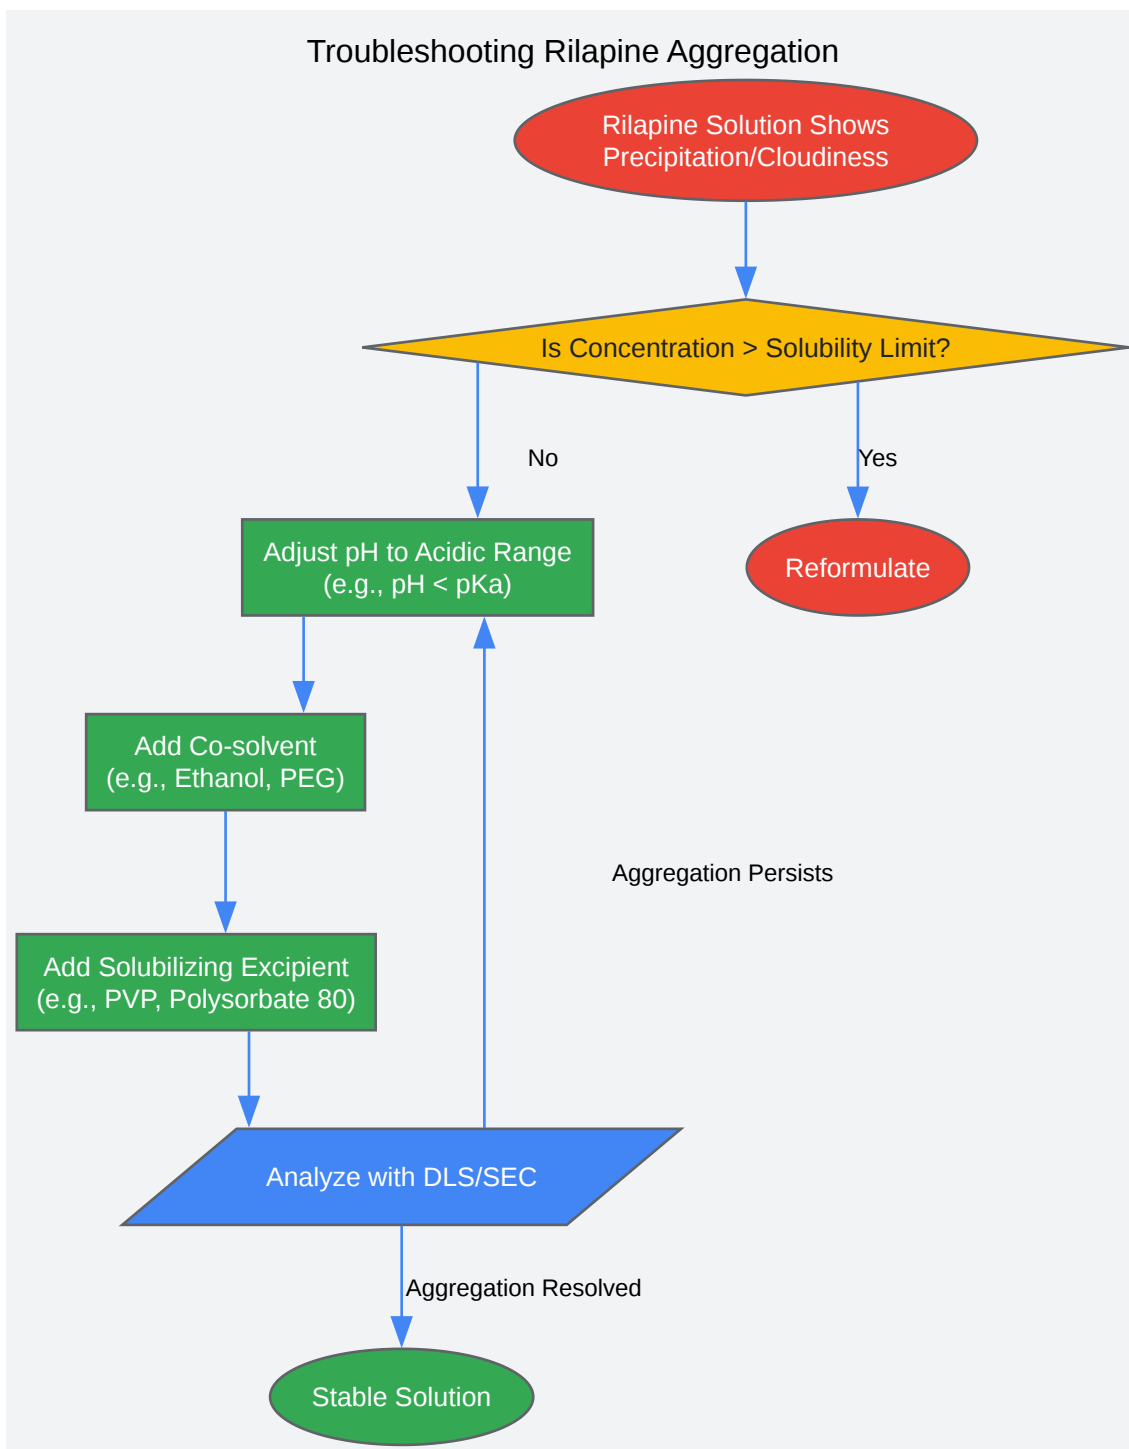 Troubleshooting Rilapine Aggregation
Rilapine Solution Shows
Precipitation/Cloudiness
Is Concentration > Solubility Limit?
No
Yes
Adjust pH to Acidic Range
(e.g., pH < pKa)
Reformulate
Add Co-solvent
(e.g., Ethanol, PEG)
Aggregation Persists
Add Solubilizing Excipient
(e.g., PVP, Polysorbate 80)
Analyze with DLS/SEC
Aggregation Resolved
Stable Solution